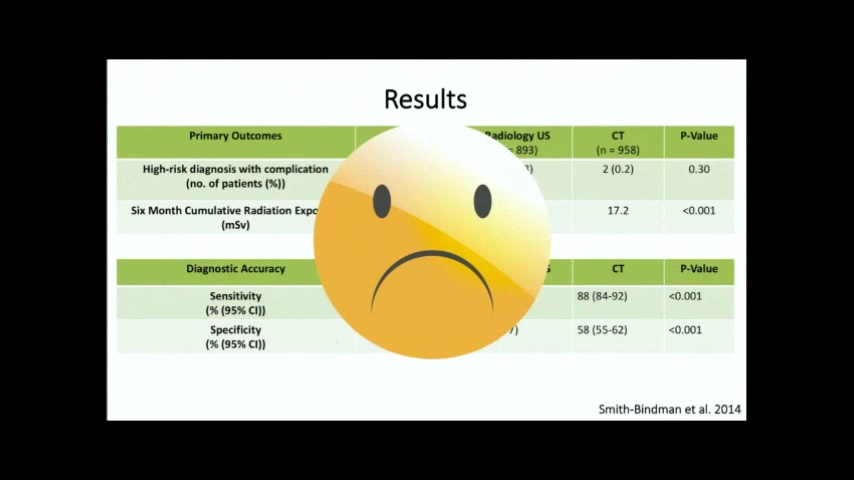 Results
Primary Outcomes Radiology US CT P-Value
893) (n = 958)
High-risk diagnosis with complication 2 (0.2) 0.30
(no. of patients (%))
Six Month Cumulative Radiation 17.2 <0.001
(mSv)
Diagnostic Accuracy CT P-Value
Sensitivity 88 (84-92) <0.001
(% (95% CI))
Specificity 58 (55-62) <0.001
(% (95% CI))
Smith-Bindman et al. 2014